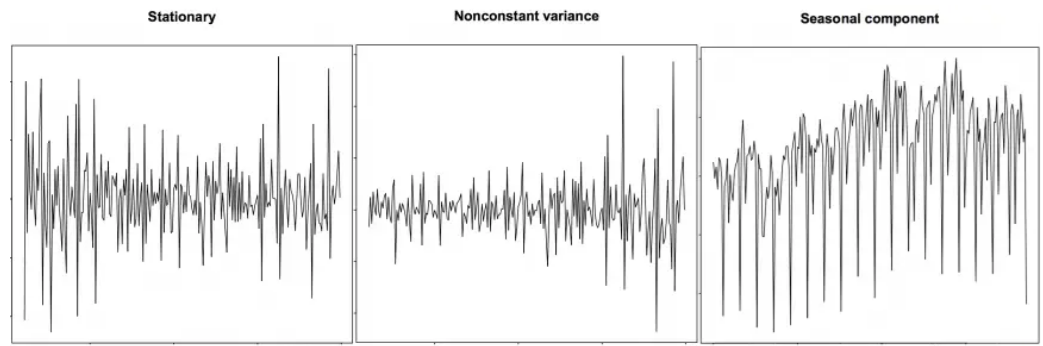 Stationary
Nonconstant variance
Seasonal component